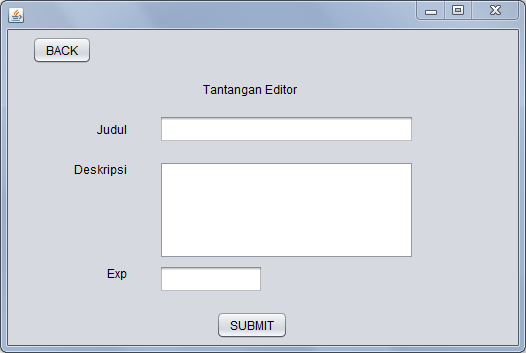 BACK
Tantangan Editor
Judul
Deskripsi
Exp
SUBMIT